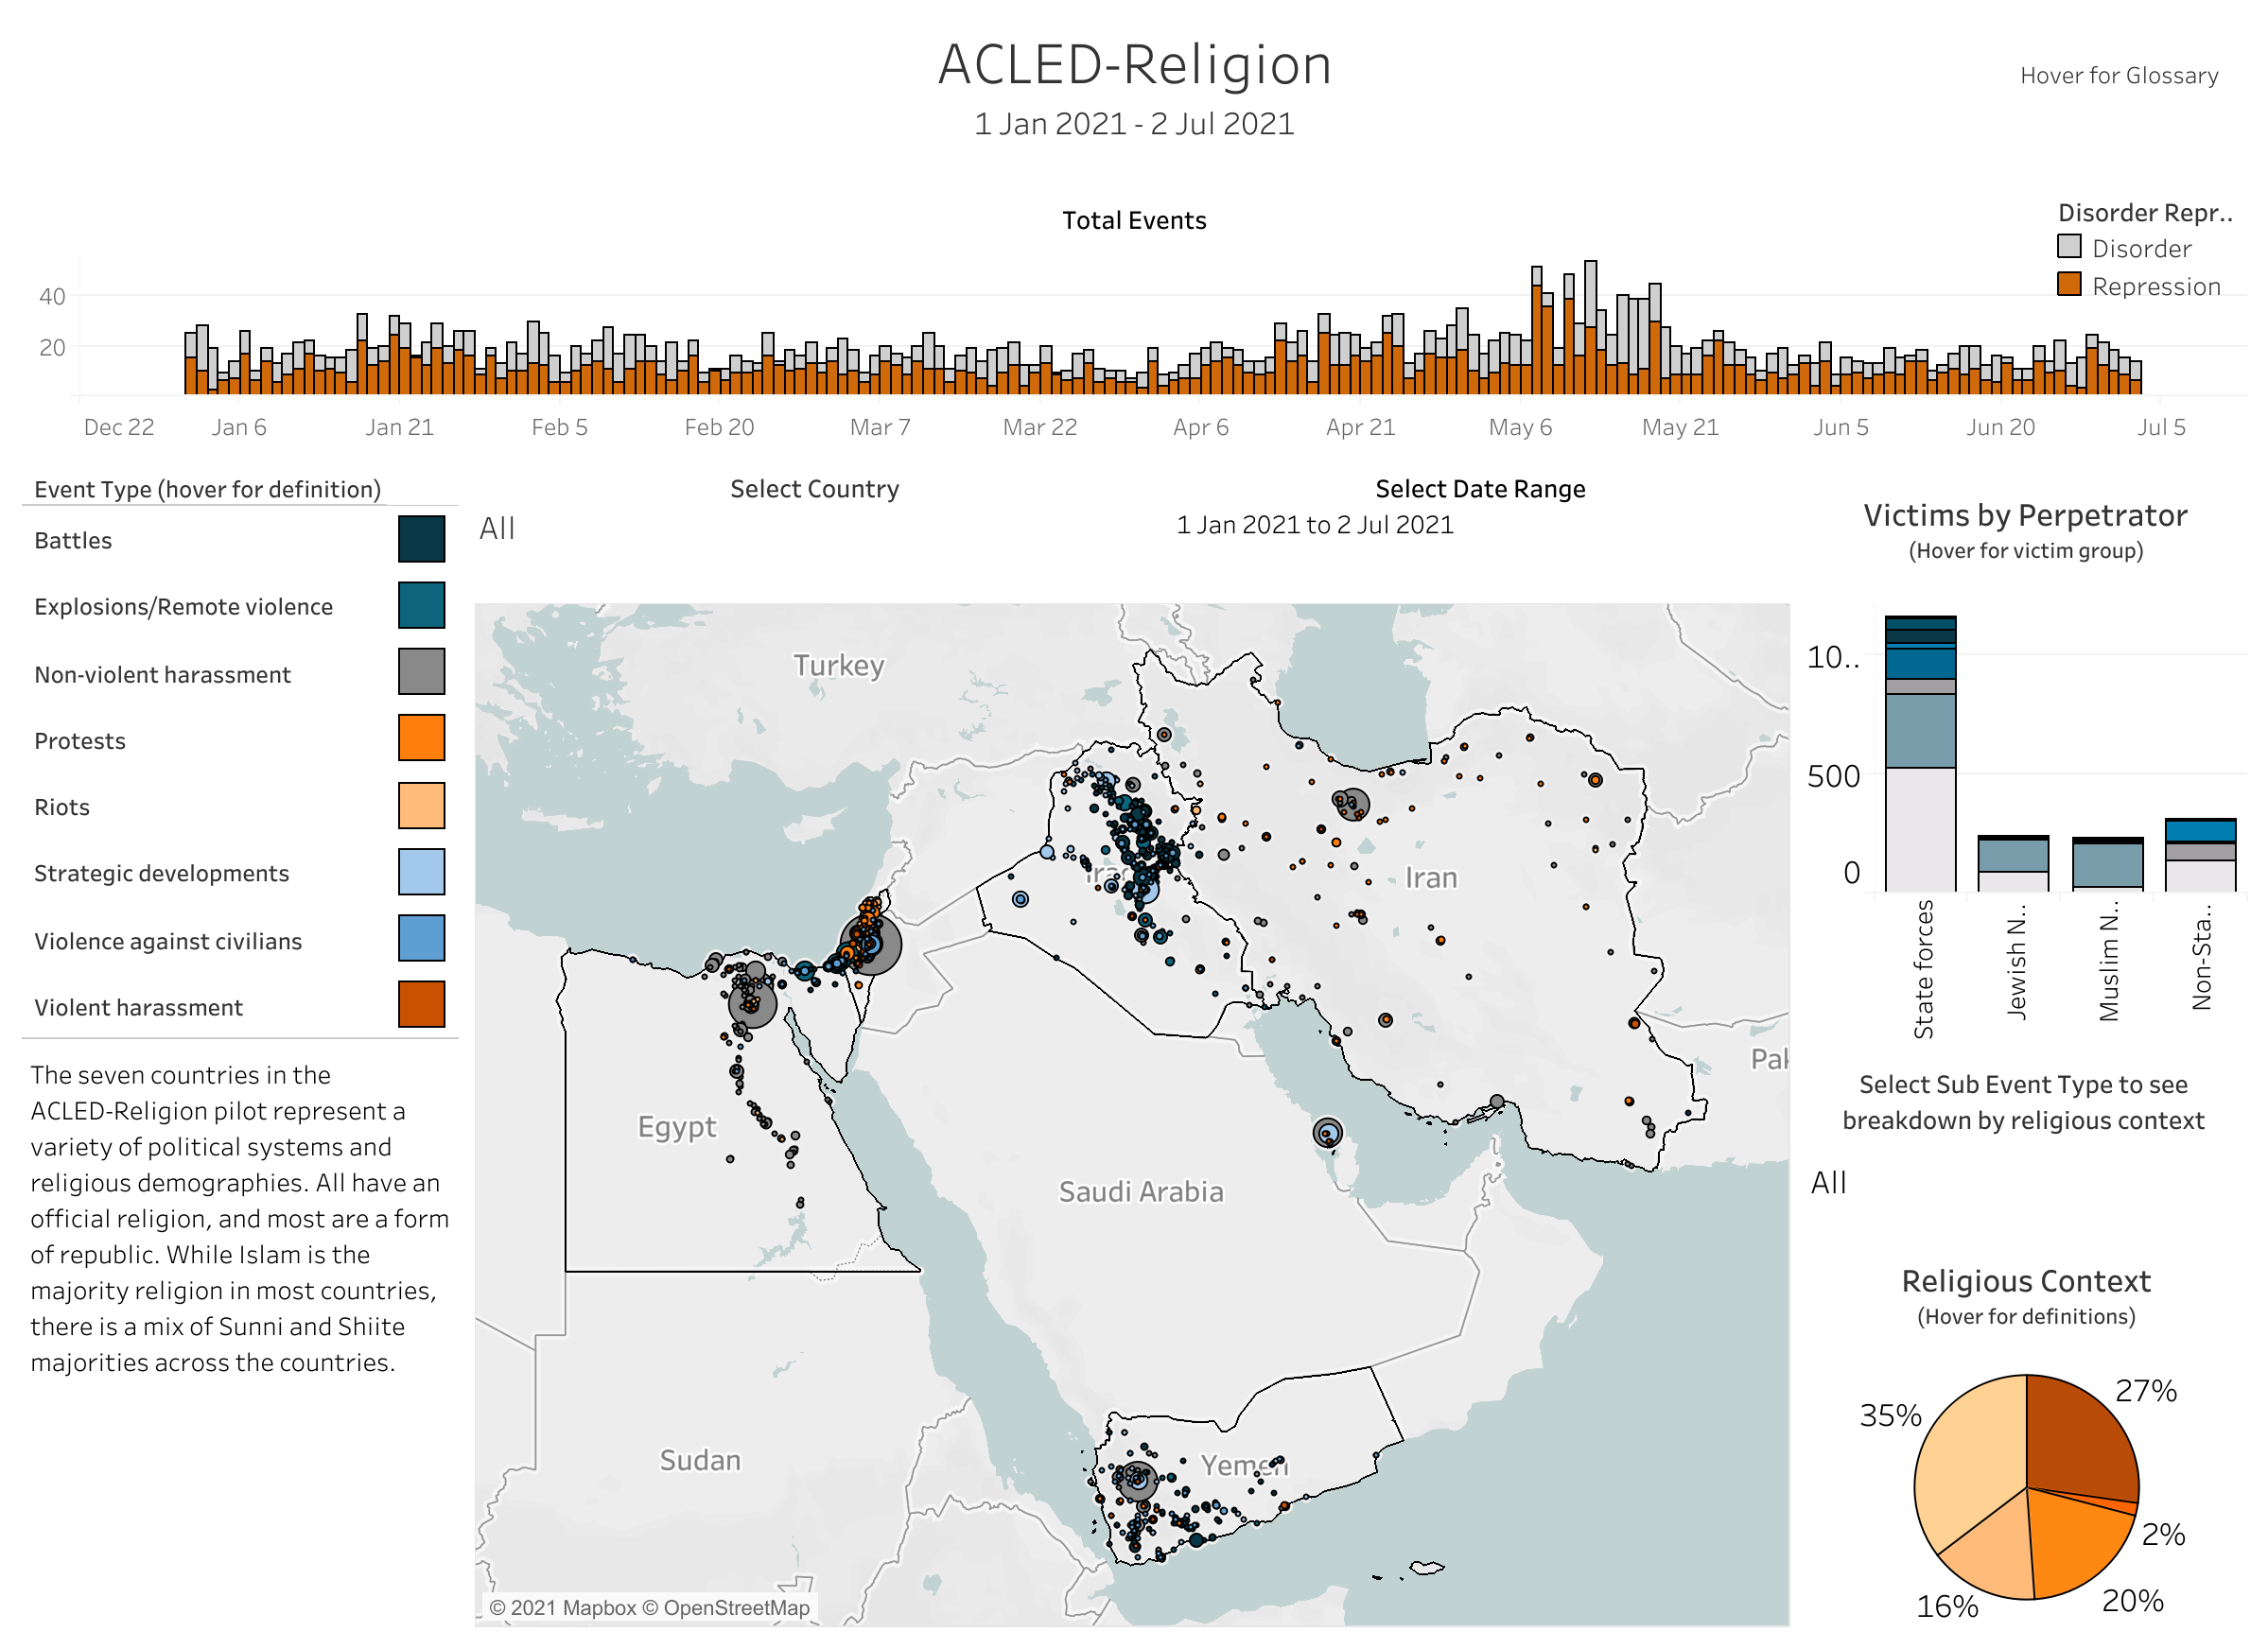 ACLED-Religion
Hover for Glossary
1 Jan 2021 - 2 Jul 2021
Total Events
Disorder Repr..
Disorder
Repression
40
20
Dec 22
Jan 6
Jan 21
Feb 5
Feb 20
Mar 7
Mar 22
Apr 6
Apr 21
May 6
May 21
Jun 5
Jun 20
Jul 5
Event Type (hover for definition)
Battles
Explosions/Remote violence
Non-violent harassment
Protests
Riots
Strategic developments
Violence against civilians
Violent harassment
The seven countries in the
ACLED-Religion pilot represent a
variety of political systems and
religious demographies. All have an
official religion, and most are a form
of republic. While Islam is the
majority religion in most countries,
there is a mix of Sunni and Shiite
majorities across the countries.
Select Country
All
Select Date Range
1 Jan 2021 to 2 Jul 2021
Turkey
Iraq
Iran
Pak
Egypt
Saudi Arabia
Sudan
Yemen
© 2021 Mapbox © OpenStreetMap
Victims by Perpetrator
(Hover for victim group)
10..
500
0
State forces
Jewish N..
Muslim N..
Non-Sta..
Select Sub Event Type to see
breakdown by religious context
All
Religious Context
(Hover for definitions)
27%
35%
2%
20%
16%